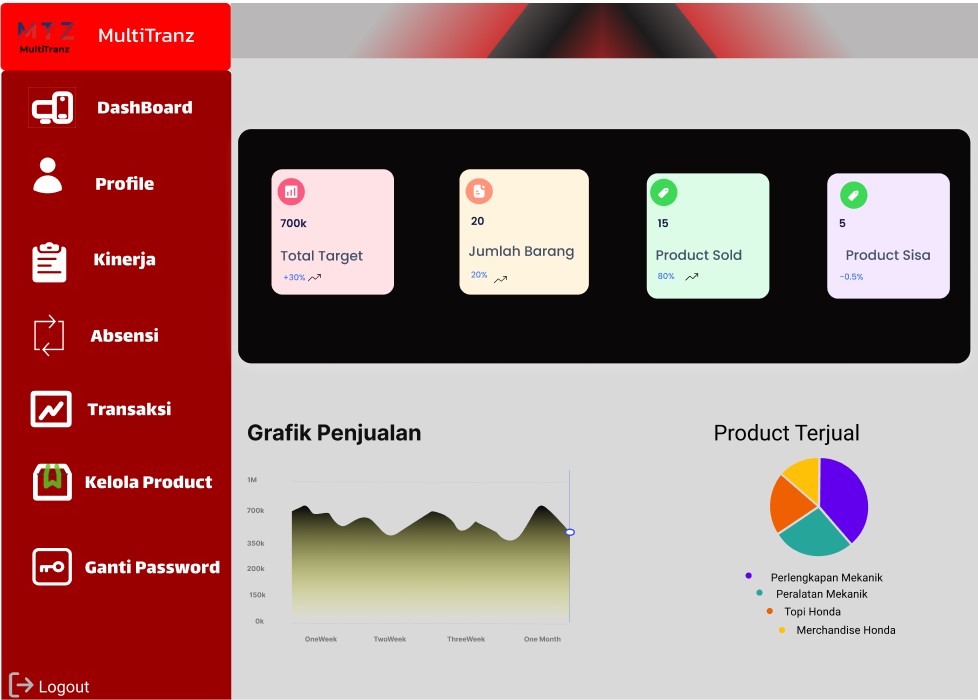 MTZ
MultiTranz
MultiTranz
DashBoard
Profile
Kinerja
Absensi
Transaksi
Kelola Product
Ganti Password
Logout
700k
Total Target
+30%
20
Jumlah Barang
20%
15
Product Sold
80%
5
Product Sisa
-0.5%
Grafik Penjualan
1M
700k
350k
200k
150k
0k
OneWeek
TwoWeek
ThreeWeek
One Month
Product Terjual
Perlengkapan Mekanik
Peralatan Mekanik
Topi Honda
Merchandise Honda